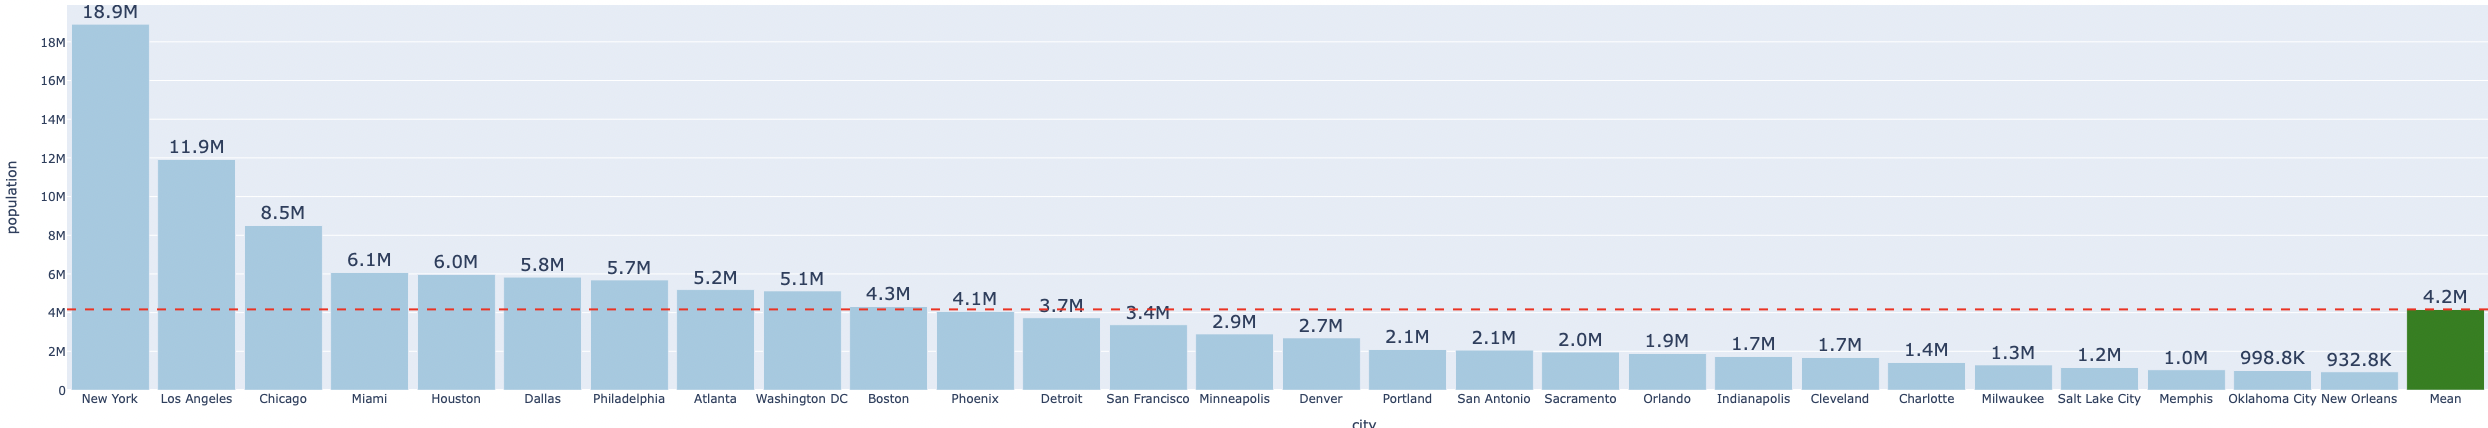 18.9M
18M
16M
14M
11.9M
12M
10M
8.5M
8M
6.1M 6.0M 5.8M 5.7M 5.2M 5.1M 4.3M 4.1M 3.7M 3.4M 2.9M 2.7M 2.1M 2.1M 2.0M 1.9M 1.7M 1.7M 1.4M 1.3M 1.2M 1.0M 998.8K 932.8K 4.2M
6M
4M
2M
0
population
New York Los Angeles Chicago Miami Houston Dallas Philadelphia Atlanta Washington DC Boston Phoenix Detroit San Francisco Minneapolis Denver Portland San Antonio Sacramento Orlando Indianapolis Cleveland Charlotte Milwaukee Salt Lake City Memphis Oklahoma City New Orleans Mean
city